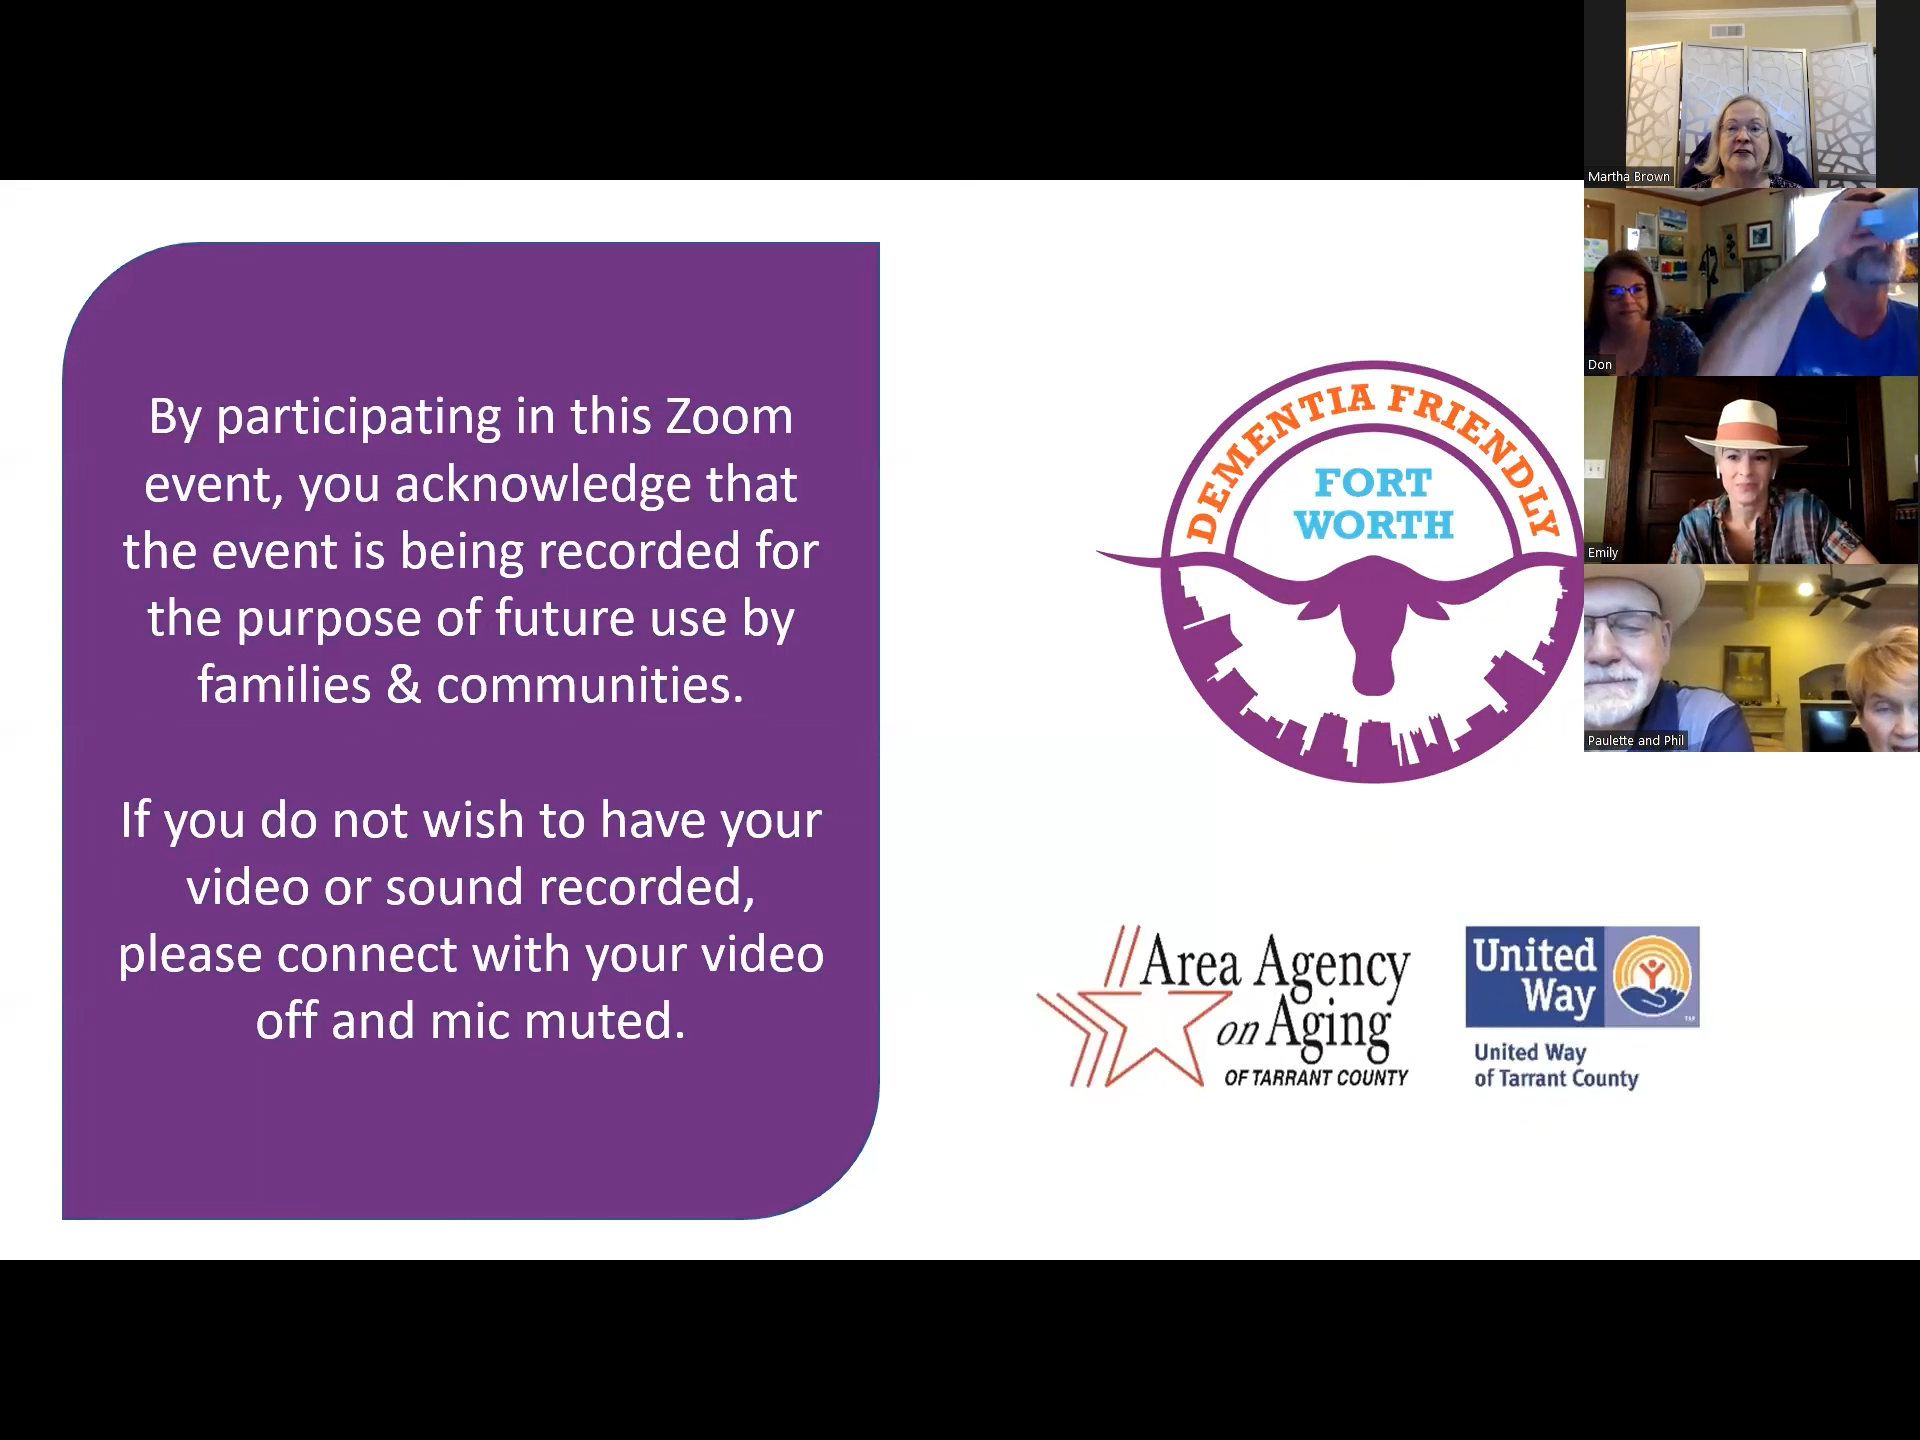 By participating in this Zoom
event, you acknowledge that
the event is being recorded for
the purpose of future use by
families & communities.
If you do not wish to have your
video or sound recorded,
please connect with your video
off and mic muted.
DEMENTIA FRIENDLY
FORT
WORTH
Area Agency
on Aging
OF TARRANT COUNTY
United
Way
TM
United Way
of Tarrant County
Martha Brown
Don
Emily
Paulette and Phil